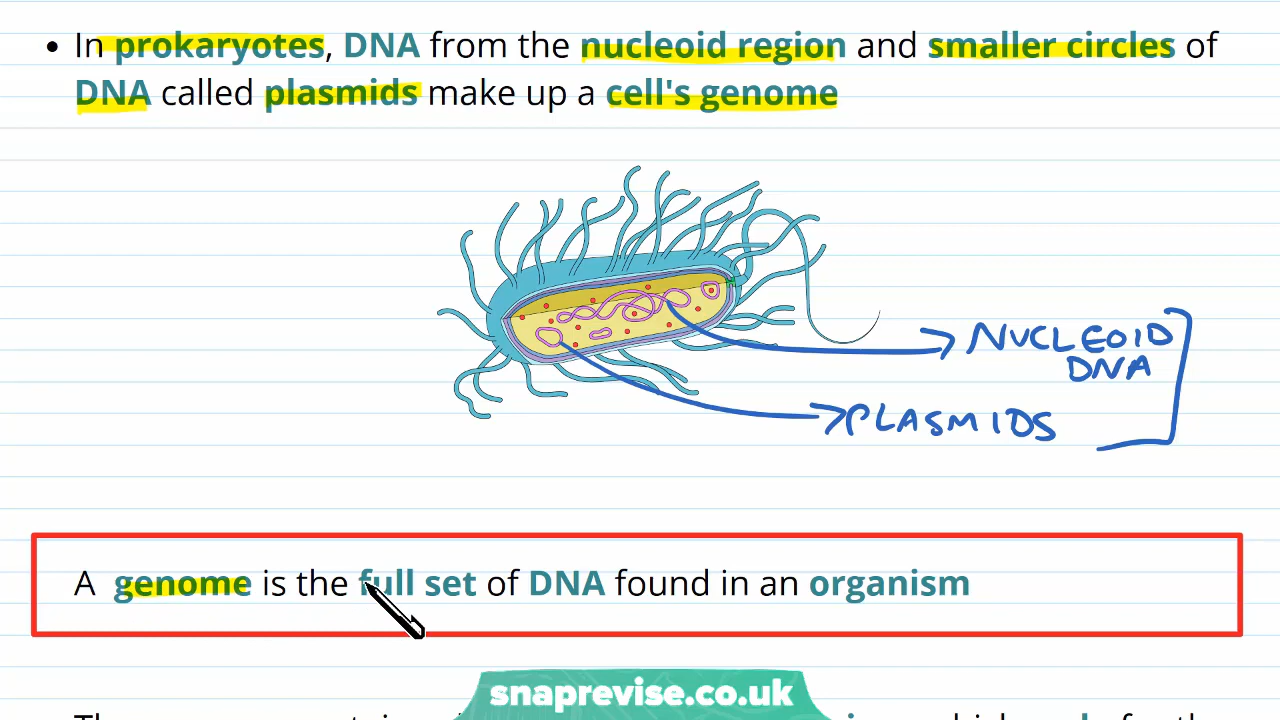 • In prokaryotes, DNA from the nucleoid region and smaller circles of
DNA called plasmids make up a cell's genome
NUCLEOID
DNA
PLASMIDS
A genome is the full set of DNA found in an organism
snaprevise.co.uk